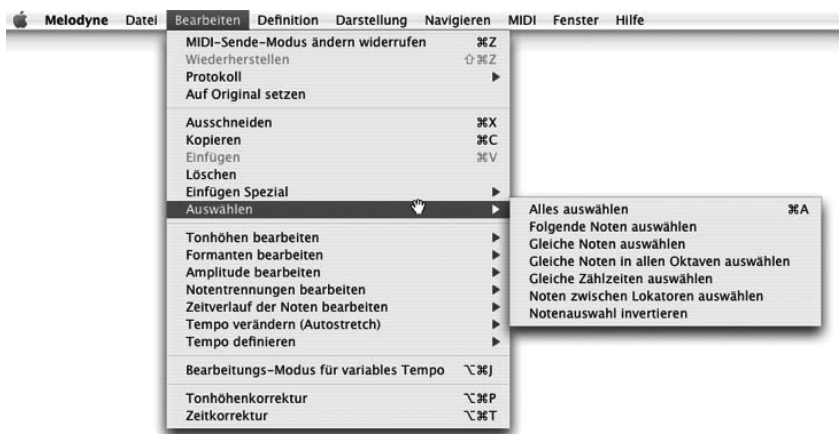 Melodyne Datei Bearbeiten Definition Darstellung Navigieren MIDI Fenster Hilfe
MIDI-Sende-Modus ändern widerrufen ⌘Z
Wiederherstellen ⇧⌘Z
Protokoll
Auf Original setzen
Ausschneiden ⌘X
Kopieren ⌘C
Einfügen ⌘V
Löschen
Einfügen Spezial
Auswählen
Alles auswählen ⌘A
Folgende Noten auswählen
Gleiche Noten auswählen
Gleiche Noten in allen Oktaven auswählen
Gleiche Zählzeiten auswählen
Noten zwischen Lokatoren auswählen
Notenauswahl invertieren
Tonhöhen bearbeiten
Formanten bearbeiten
Amplitude bearbeiten
Notentrennungen bearbeiten
Zeitverlauf der Noten bearbeiten
Tempo verändern (Autostretch)
Tempo definieren
Bearbeitungs-Modus für variables Tempo ⌥⌘J
Tonhöhenkorrektur ⌥⌘P
Zeitkorrektur ⌥⌘T